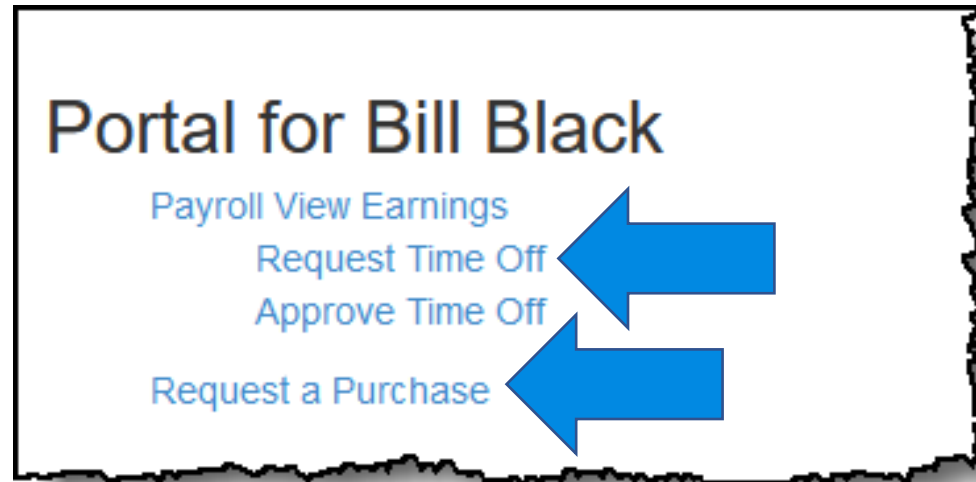 Portal for Bill Black
Payroll View Earnings
Request Time Off
Approve Time Off
Request a Purchase